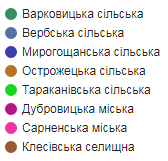 Варковицька сільська
Вербська сільська
Мирогощанська сільська
Острожецька сільська
Тараканівська сільська
Дубровицька міська
Сарненська міська
Клесівська селищна